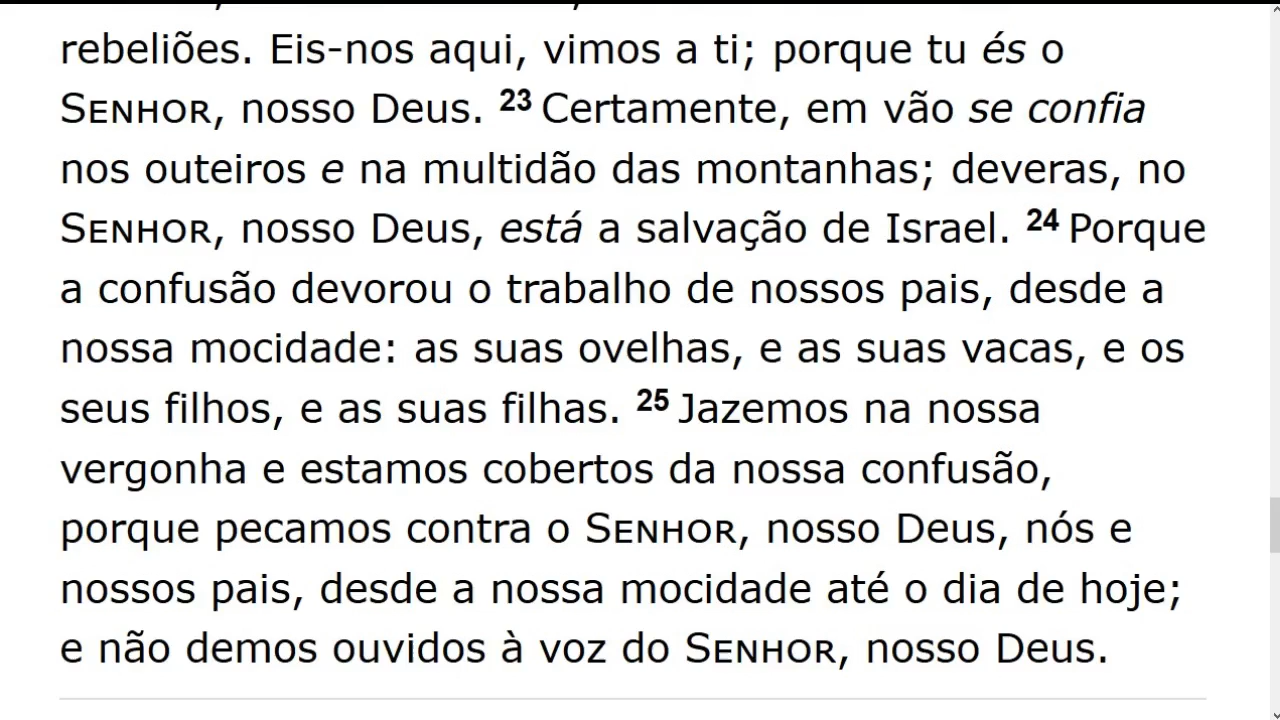 rebeliões. Eis-nos aqui, vimos a ti; porque tu és o
SENHOR, nosso Deus. 23 Certamente, em vão se confia
nos outeiros e na multidão das montanhas; deveras, no
SENHOR, nosso Deus, está a salvação de Israel. 24 Porque
a confusão devorou o trabalho de nossos pais, desde a
nossa mocidade: as suas ovelhas, e as suas vacas, e os
seus filhos, e as suas filhas. 25 Jazemos na nossa
vergonha e estamos cobertos da nossa confusão,
porque pecamos contra o SENHOR, nosso Deus, nós e
nossos pais, desde a nossa mocidade até o dia de hoje;
e não demos ouvidos à voz do SENHOR, nosso Deus.